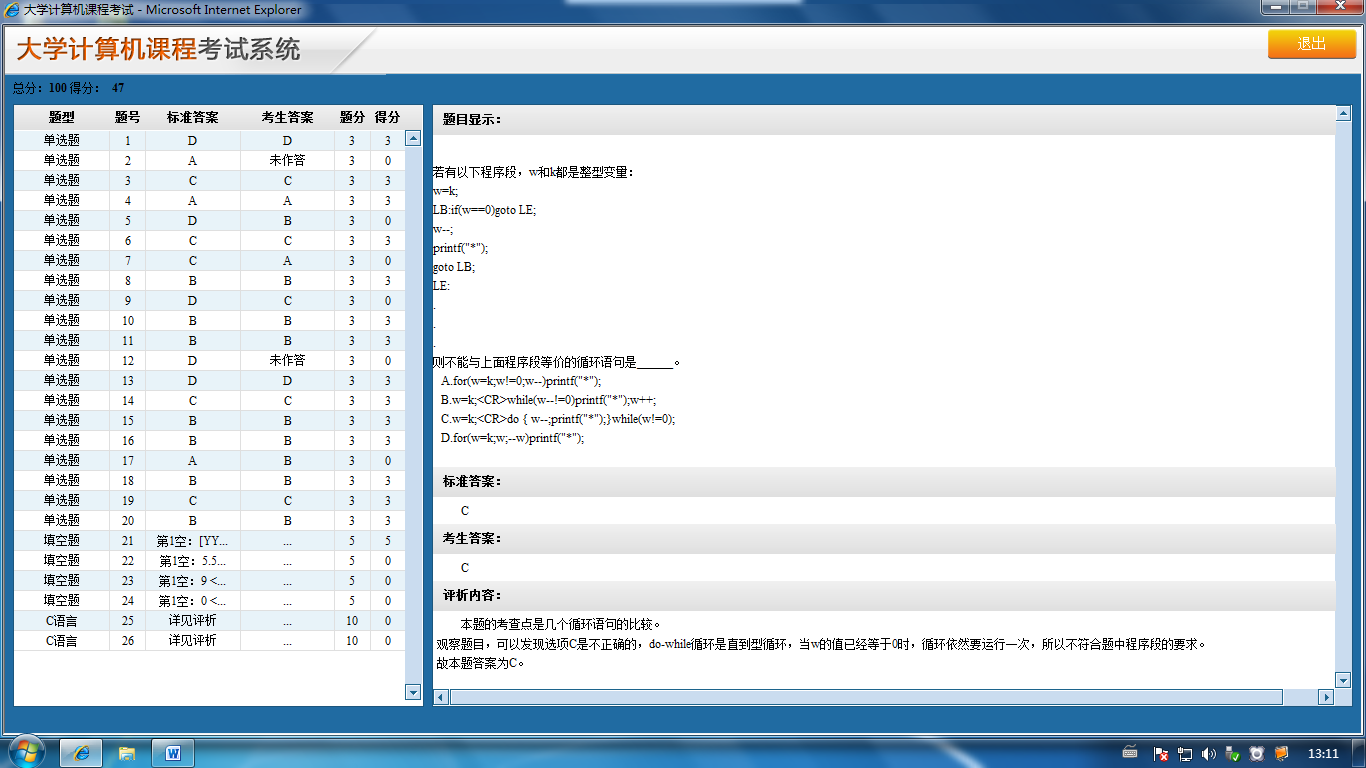 大学计算机课程考试 - Microsoft Internet Explorer
大学计算机课程考试系统
退出
总分：100 得分： 47
题型 题号 标准答案 考生答案 题分 得分
单选题 1 D D 3 3
单选题 2 A 未作答 3 0
单选题 3 C C 3 3
单选题 4 A A 3 3
单选题 5 D B 3 0
单选题 6 C C 3 3
单选题 7 C A 3 0
单选题 8 B B 3 3
单选题 9 D C 3 0
单选题 10 B B 3 3
单选题 11 B B 3 3
单选题 12 D 未作答 3 0
单选题 13 D D 3 3
单选题 14 C C 3 3
单选题 15 B B 3 3
单选题 16 B B 3 3
单选题 17 A B 3 0
单选题 18 B B 3 3
单选题 19 C C 3 3
单选题 20 B B 3 3
填空题 21 第1空：[YY... ... 5 5
填空题 22 第1空：5.5... ... 5 0
填空题 23 第1空：9 <... ... 5 0
填空题 24 第1空：0 <... ... 5 0
C语言 25 详见评析 ... 10 0
C语言 26 详见评析 ... 10 0
题目显示：
若有以下程序段，w和k都是整型变量：
w=k;
LB:if(w==0)goto LE;
w--;
printf("*");
goto LB;
LE:
.
.
.
则不能与上面程序段等价的循环语句是______。
A.for(w=k;w!=0;w--)printf("*");
B.w=k;<CR>while(w--!=0)printf("*");w++;
C.w=k;<CR>do { w--;printf("*");}while(w!=0);
D.for(w=k;w;--w)printf("*");
标准答案：
C
考生答案：
C
评析内容：
本题的考查点是几个循环语句的比较。
观察题目，可以发现选项C是不正确的，do-while循环是直到型循环，当w的值已经等于0时，循环依然要运行一次，所以不符合题中程序段的要求。
故本题答案为C。
13:11